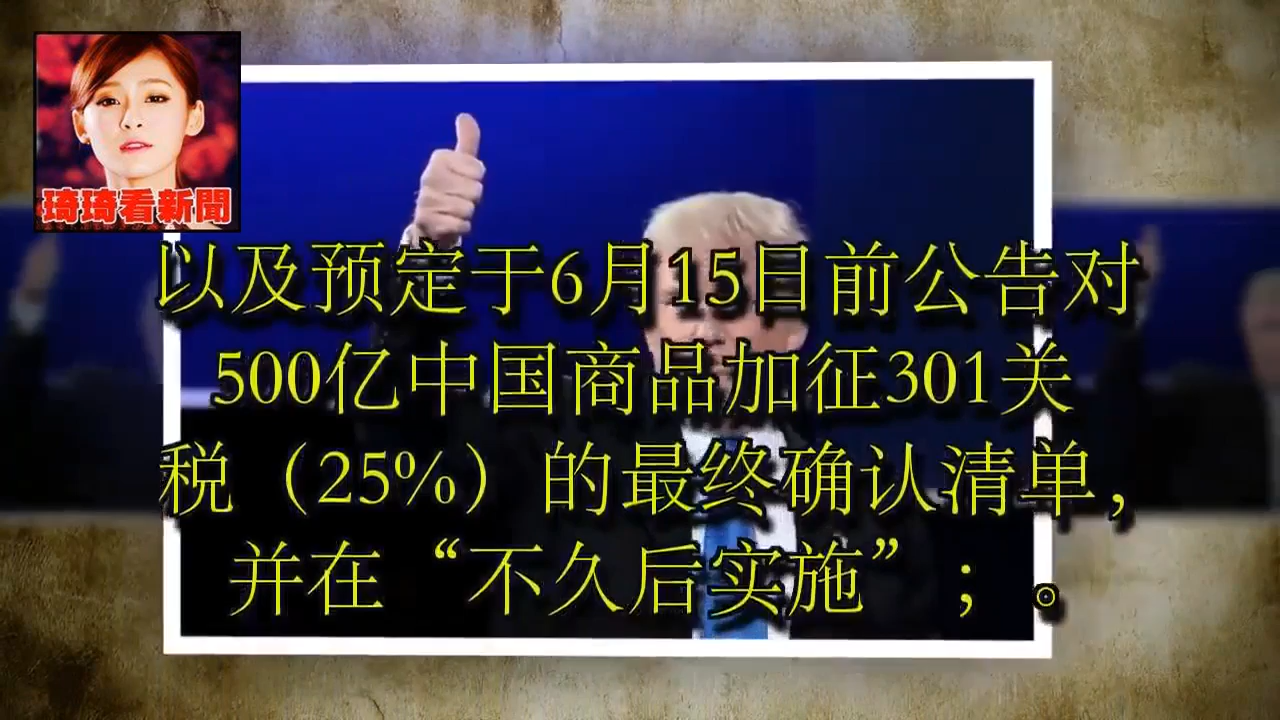 琦琦看新聞
以及预定于6月15日前公告对
500亿中国商品加征301关
税（25%）的最终确认清单，
并在“不久后实施”；。